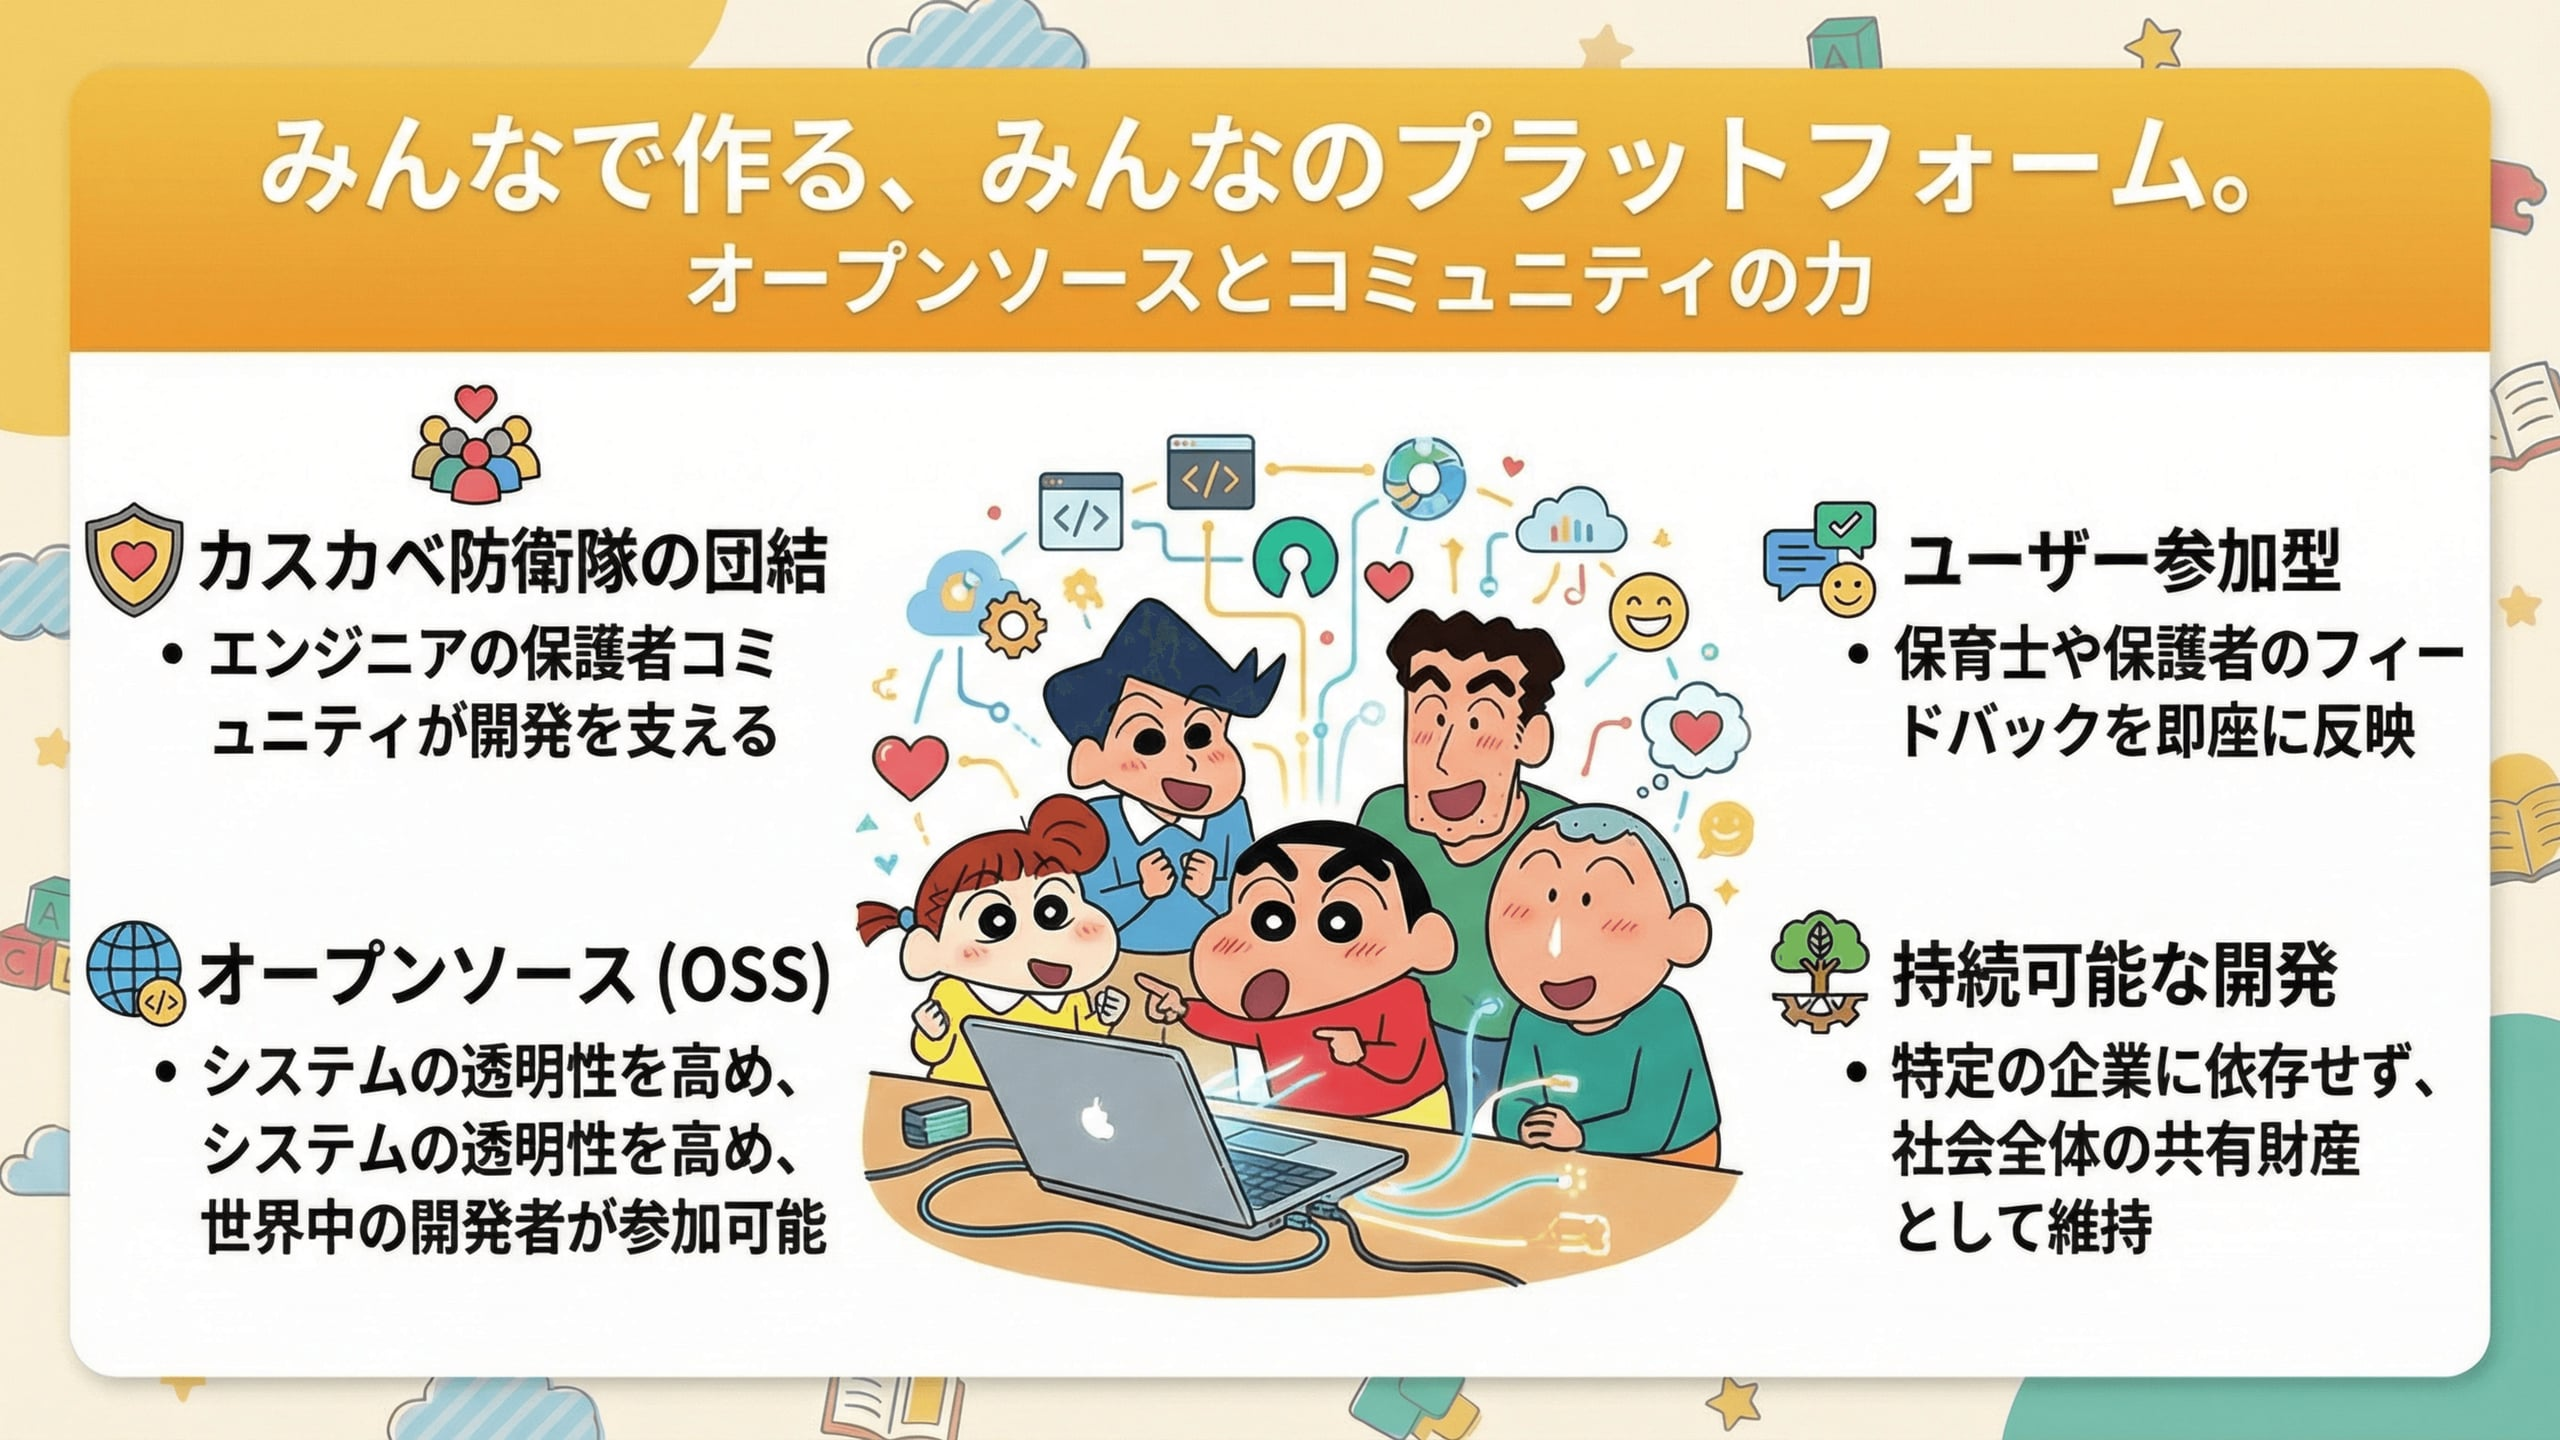 みんなで作る、みんなのプラットフォーム。
オープンソースとコミュニティの力
カスカベ防衛隊の団結
• エンジニアの保護者コミ
ュニティが開発を支える
オープンソース (OSS)
• システムの透明性を高め、
システムの透明性を高め、
世界中の開発者が参加可能
</>
</>
</>
ユーザー参加型
• 保育士や保護者のフィー
ドバックを即座に反映
持続可能な開発
• 特定の企業に依存せず、
社会全体の共有財産
として維持
A
A
C